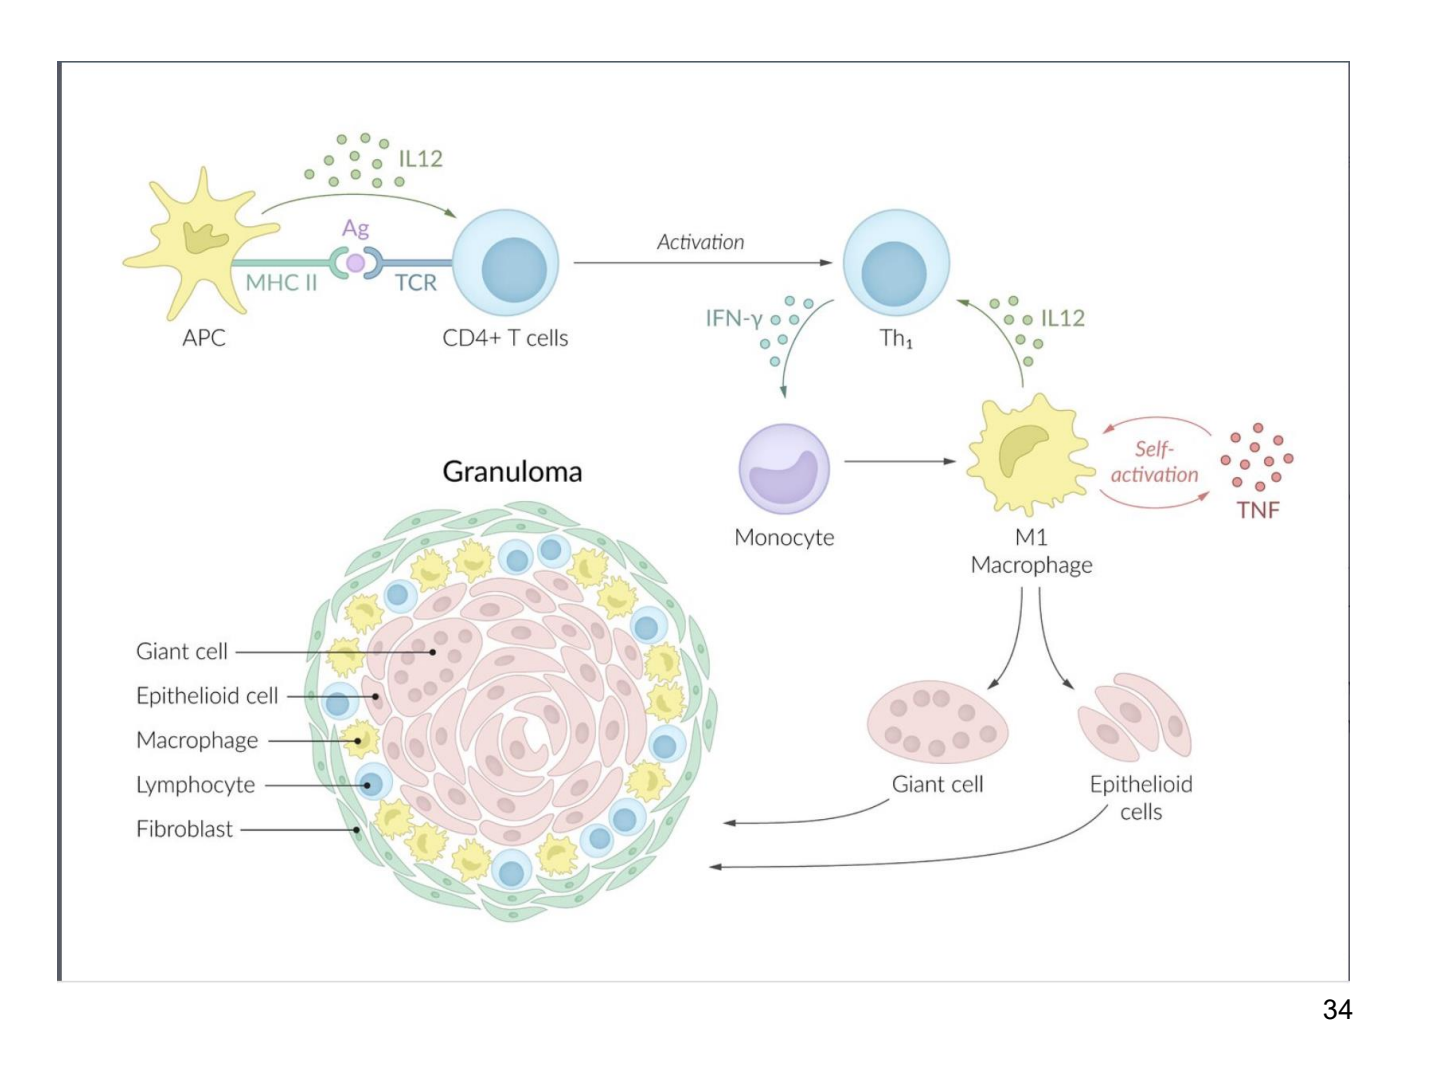 IL12
Ag
MHC II
TCR
APC
CD4+ T cells
Activation
Th₁
IFN-γ
IL12
Monocyte
M1
Macrophage
Self-
activation
TNF
Granuloma
Giant cell
Epithelioid cell
Macrophage
Lymphocyte
Fibroblast
Giant cell
Epithelioid
cells
34